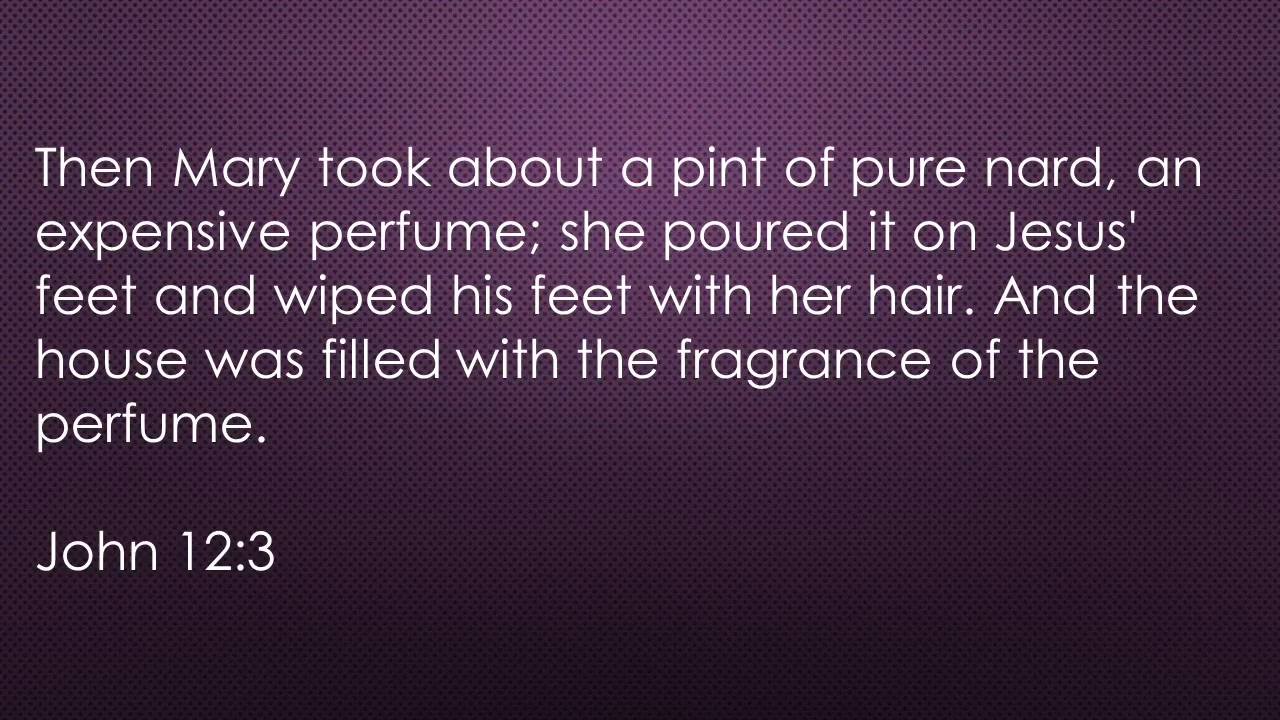 Then Mary took about a pint of pure nard, an
expensive perfume; she poured it on Jesus'
feet and wiped his feet with her hair. And the
house was filled with the fragrance of the
perfume.
John 12:3